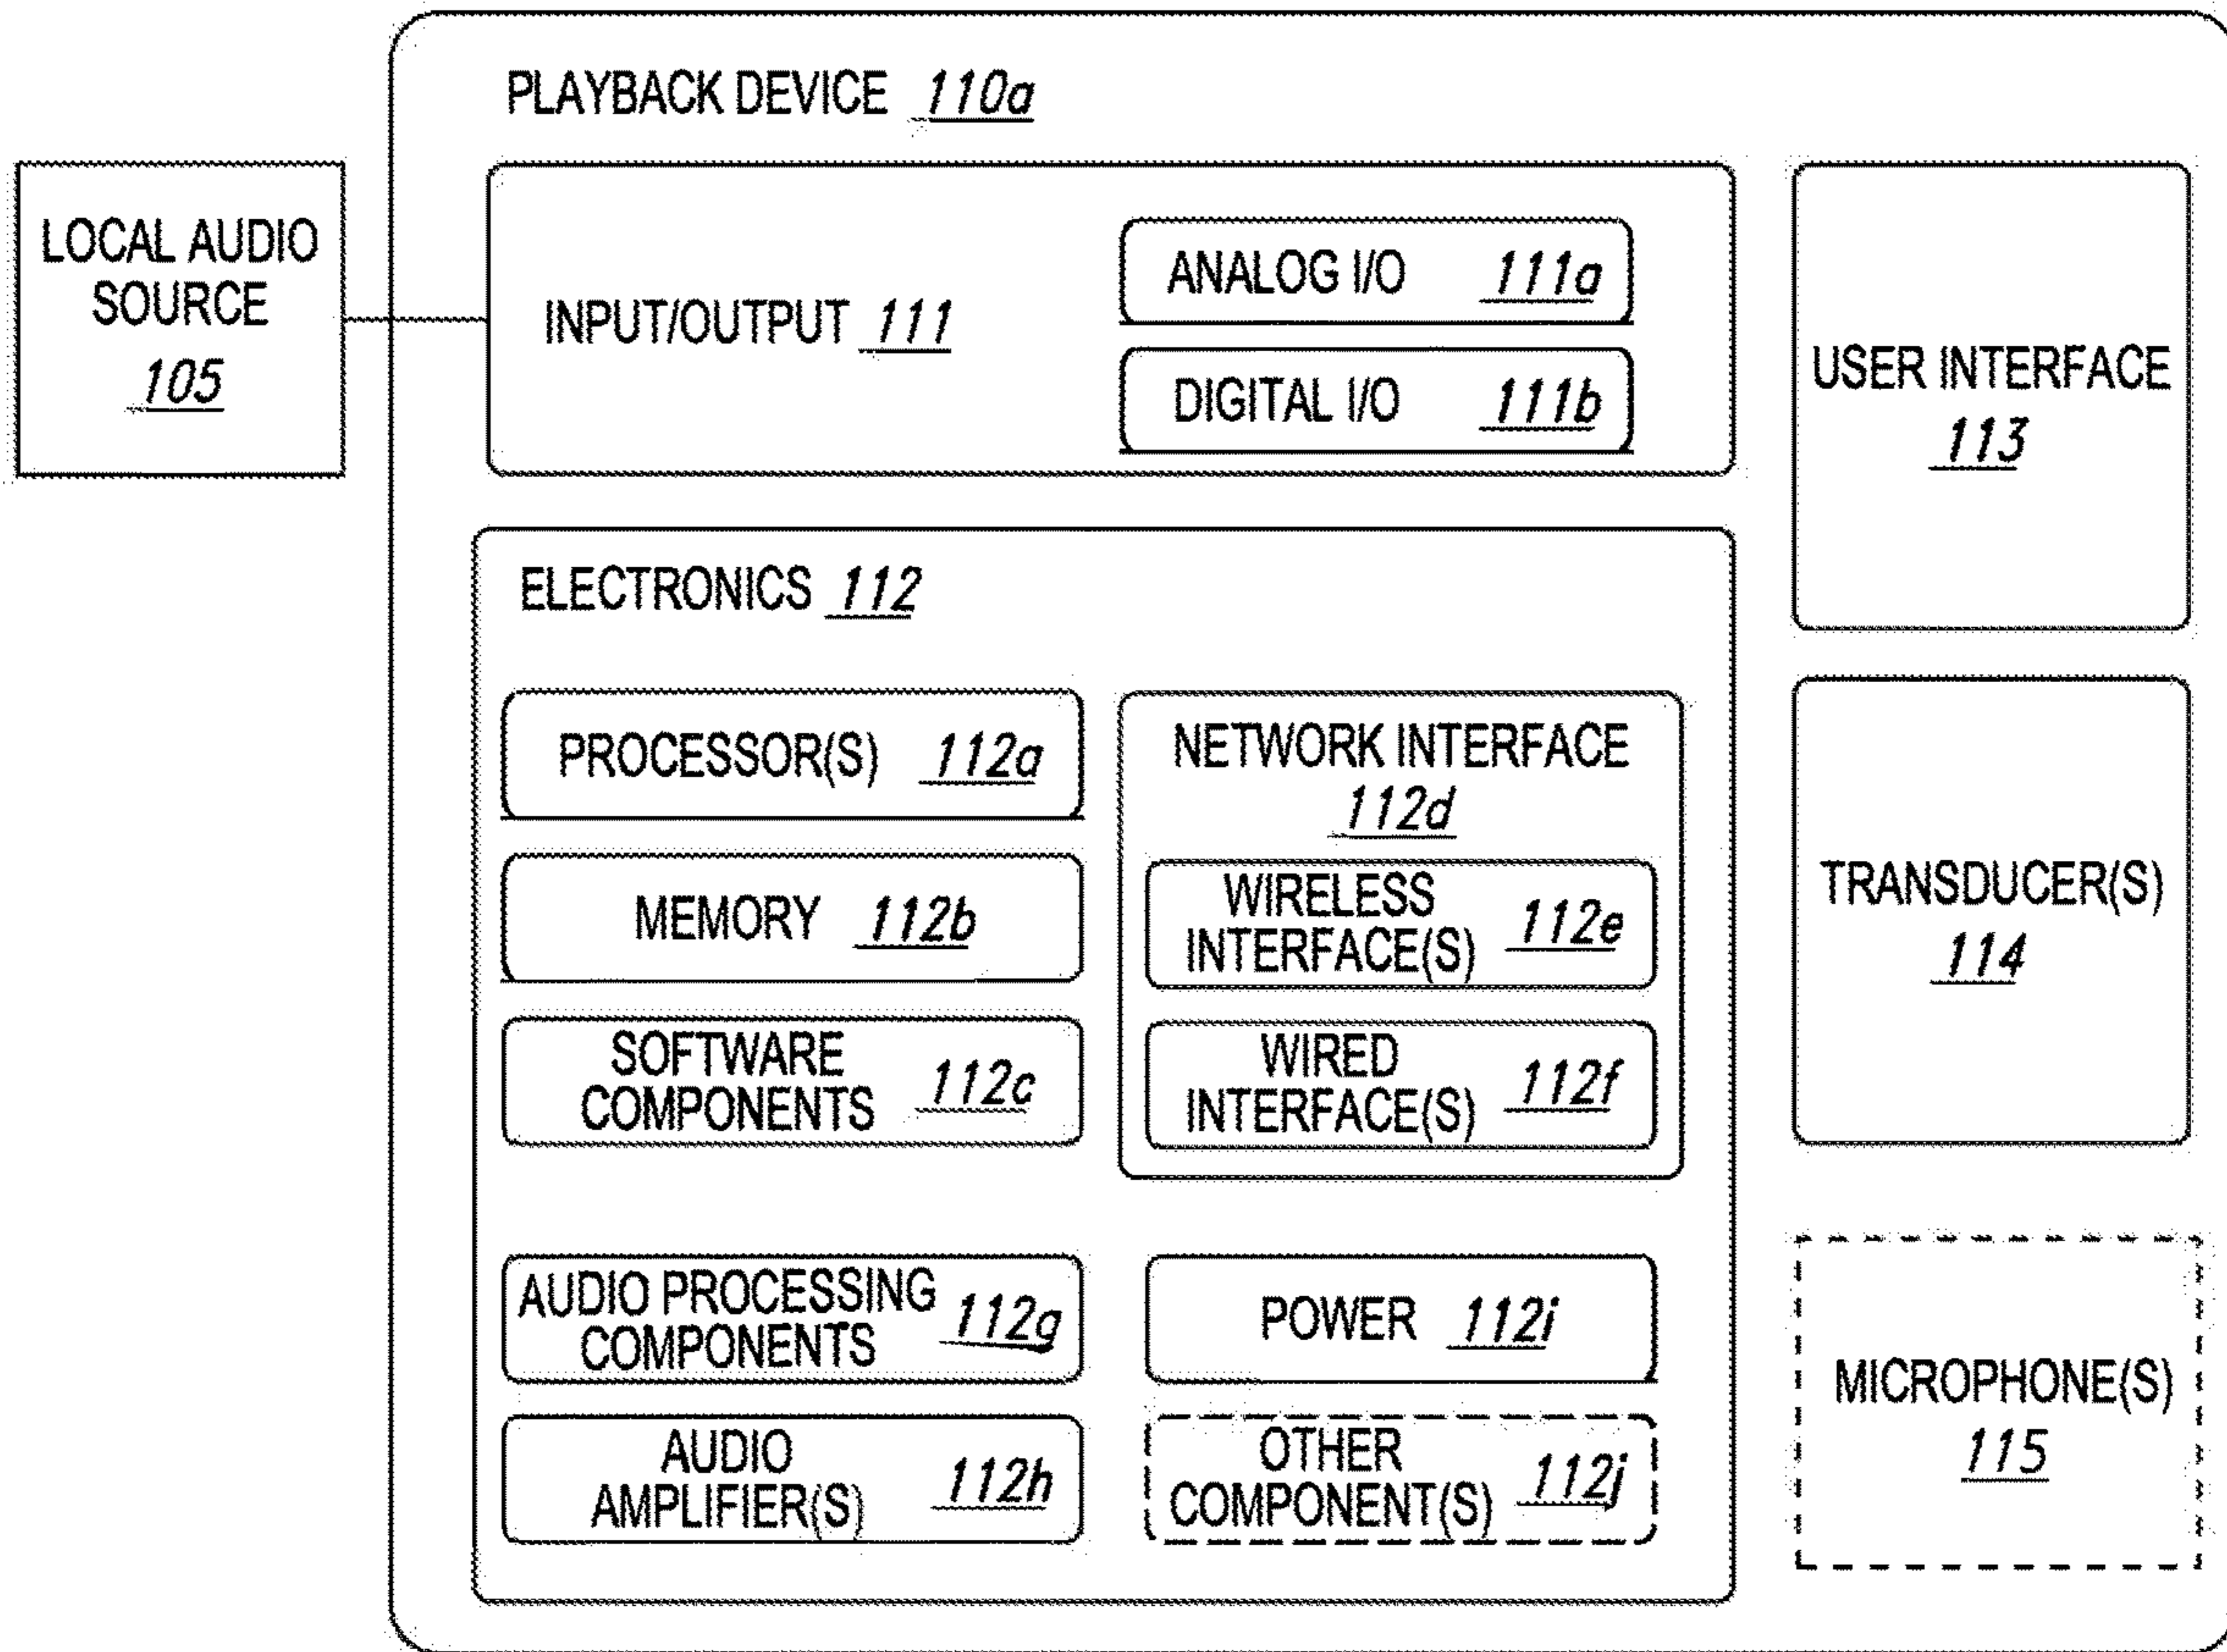 PLAYBACK DEVICE 110a
LOCAL AUDIO
SOURCE
105
INPUT/OUTPUT 111
ANALOG I/O 111a
DIGITAL I/O 111b
USER INTERFACE
113
ELECTRONICS 112
PROCESSOR(S) 112a
MEMORY 112b
SOFTWARE
COMPONENTS 112c
NETWORK INTERFACE
112d
WIRELESS
INTERFACE(S) 112e
WIRED
INTERFACE(S) 112f
AUDIO PROCESSING
COMPONENTS 112g
AUDIO
AMPLIFIER(S) 112h
POWER 112i
OTHER
COMPONENT(S) 112j
TRANSDUCER(S)
114
MICROPHONE(S)
115